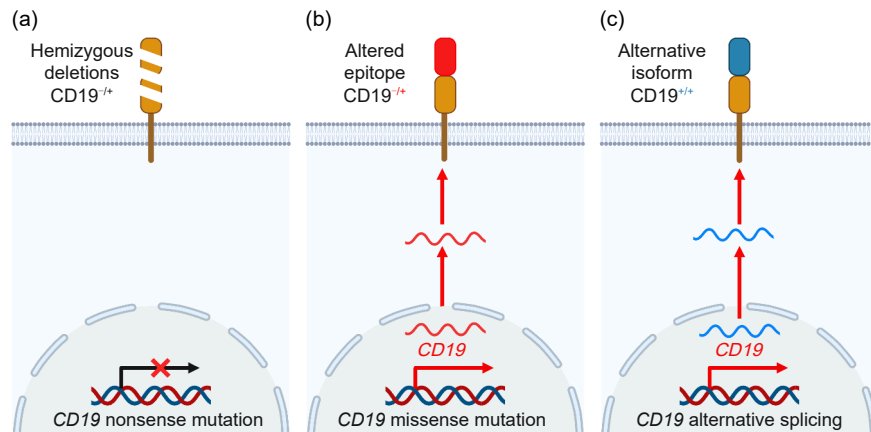 (a)
Hemizygous
deletions
CD19⁻/⁺
CD19 nonsense mutation
(b)
Altered
epitope
CD19⁻/⁺
CD19
CD19 missense mutation
(c)
Alternative
isoform
CD19⁺/⁺
CD19
CD19 alternative splicing